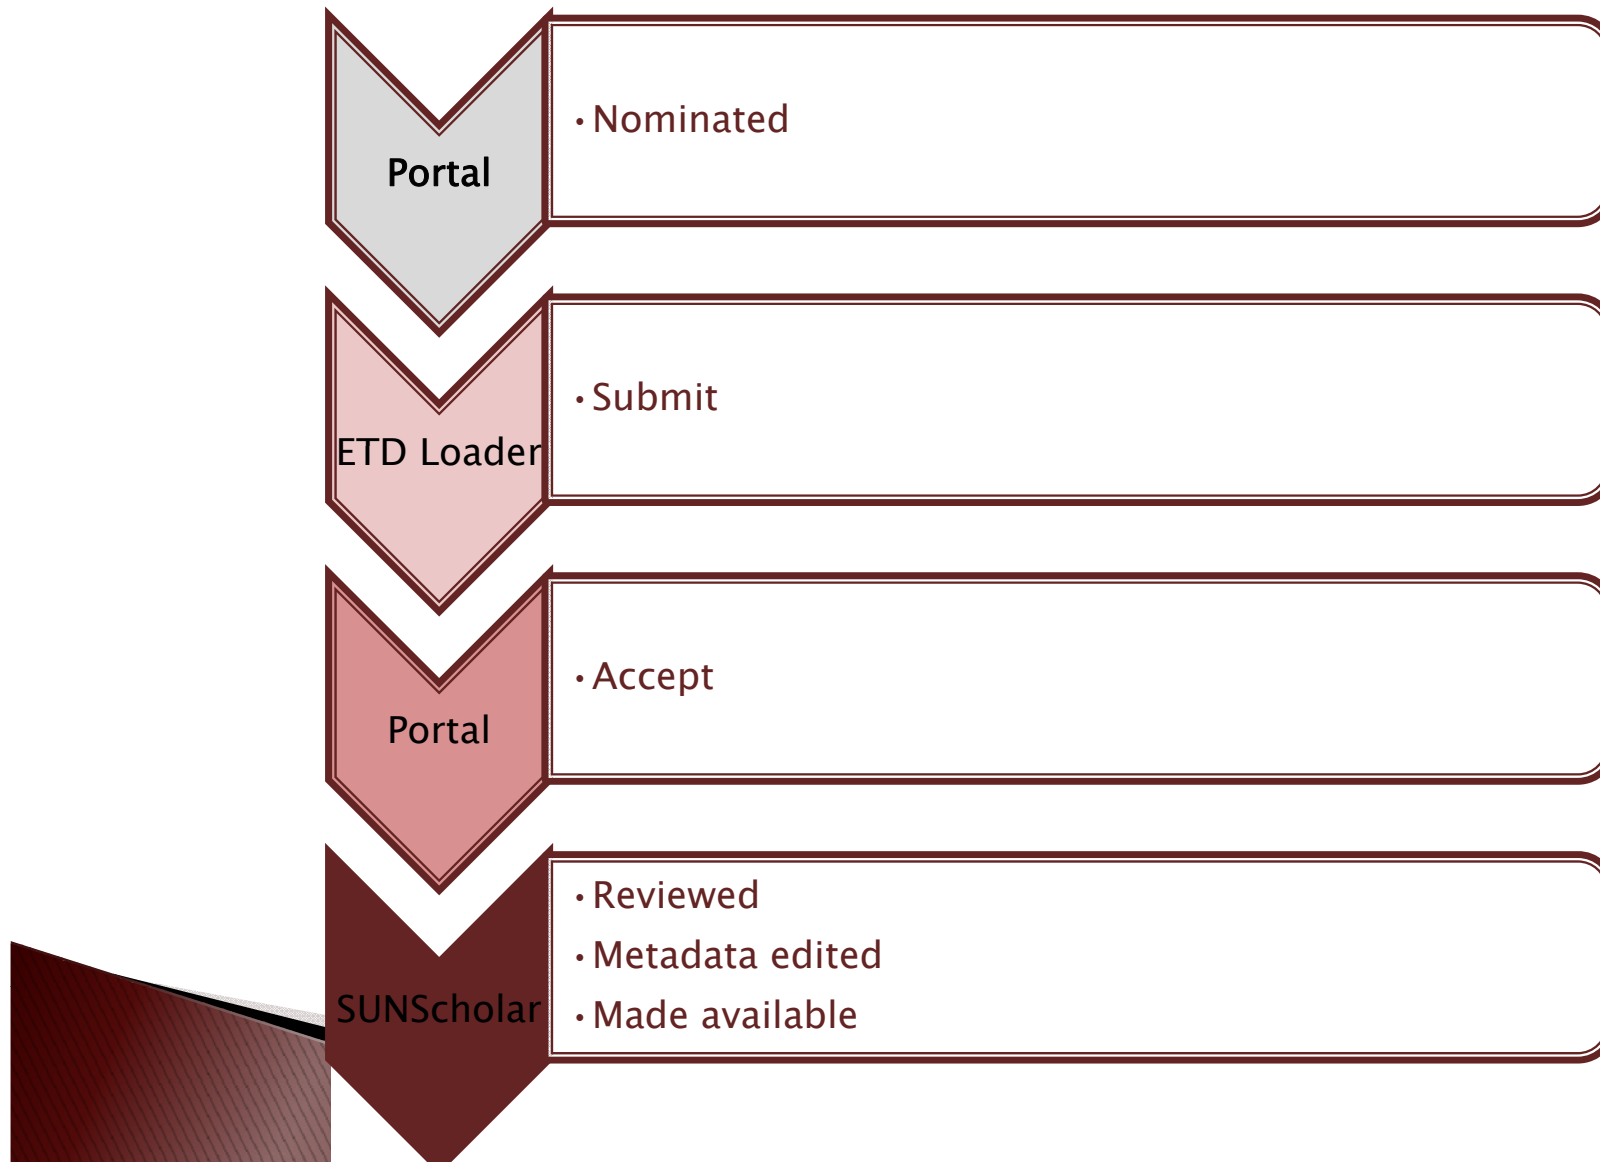 Portal
• Nominated
ETD Loader
• Submit
Portal
• Accept
SUNScholar
• Reviewed
• Metadata edited
• Made available